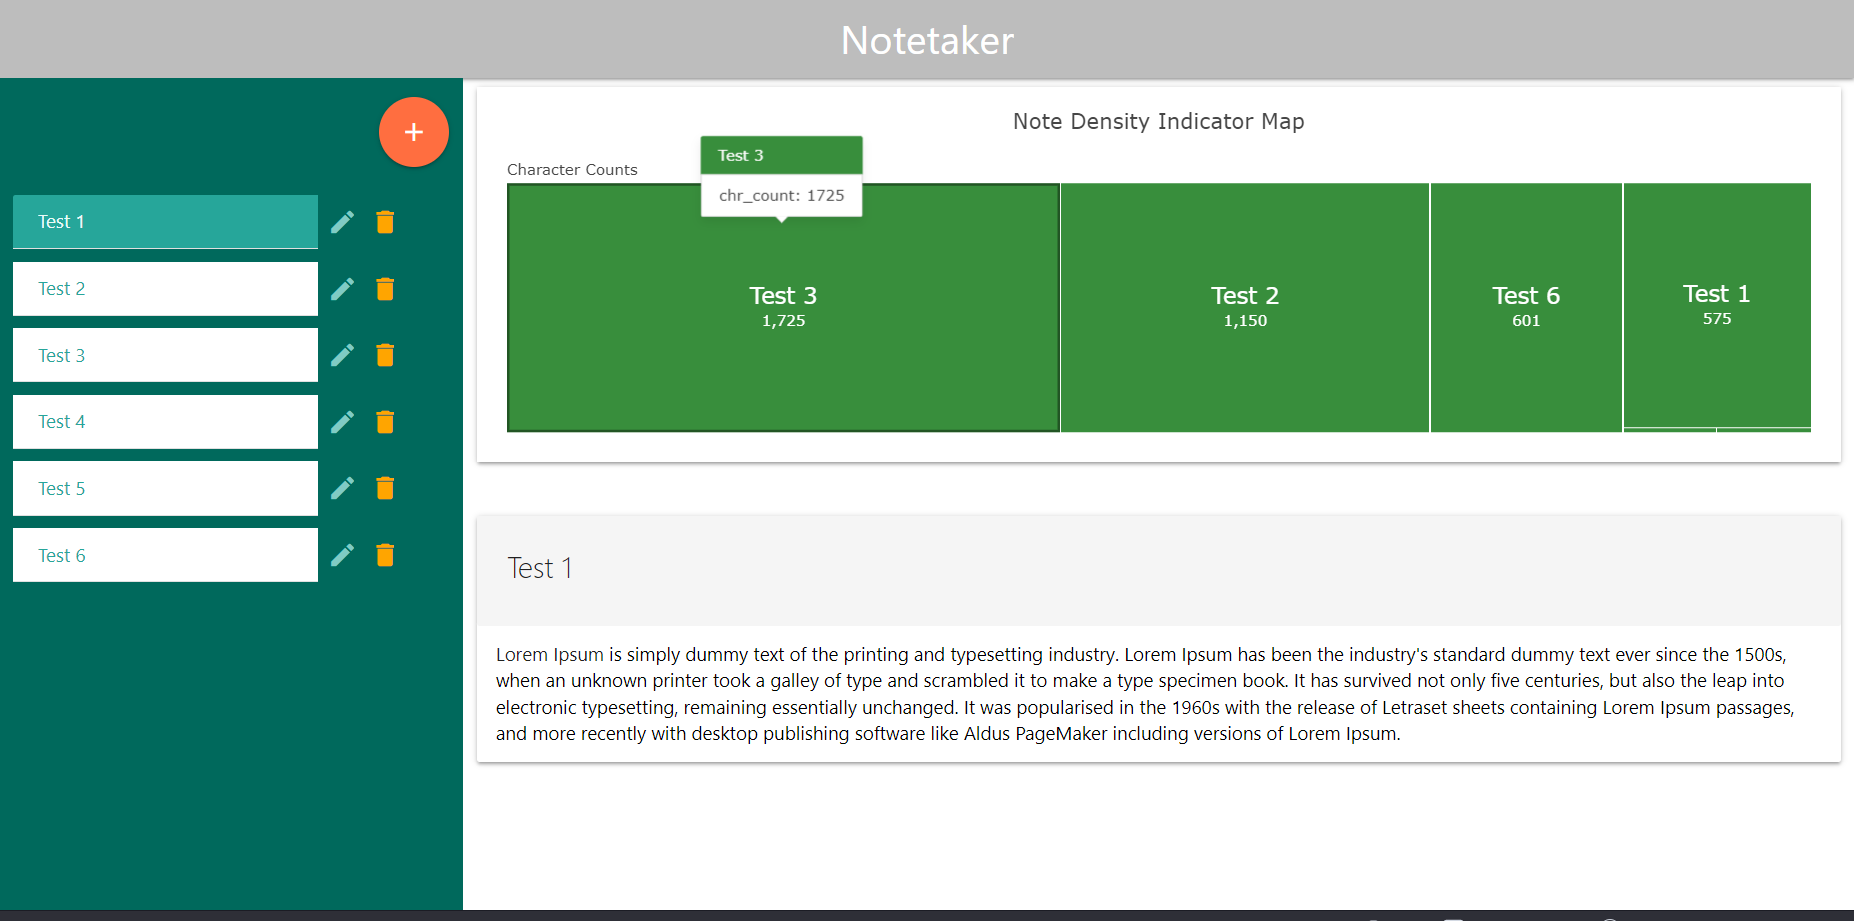 Notetaker
Test 1
Test 2
Test 3
Test 4
Test 5
Test 6
Note Density Indicator Map
Character Counts
Test 3
chr_count: 1725
Test 3
1,725
Test 2
1,150
Test 6
601
Test 1
575
Test 1
Lorem Ipsum is simply dummy text of the printing and typesetting industry. Lorem Ipsum has been the industry's standard dummy text ever since the 1500s,
when an unknown printer took a galley of type and scrambled it to make a type specimen book. It has survived not only five centuries, but also the leap into
electronic typesetting, remaining essentially unchanged. It was popularised in the 1960s with the release of Letraset sheets containing Lorem Ipsum passages,
and more recently with desktop publishing software like Aldus PageMaker including versions of Lorem Ipsum.